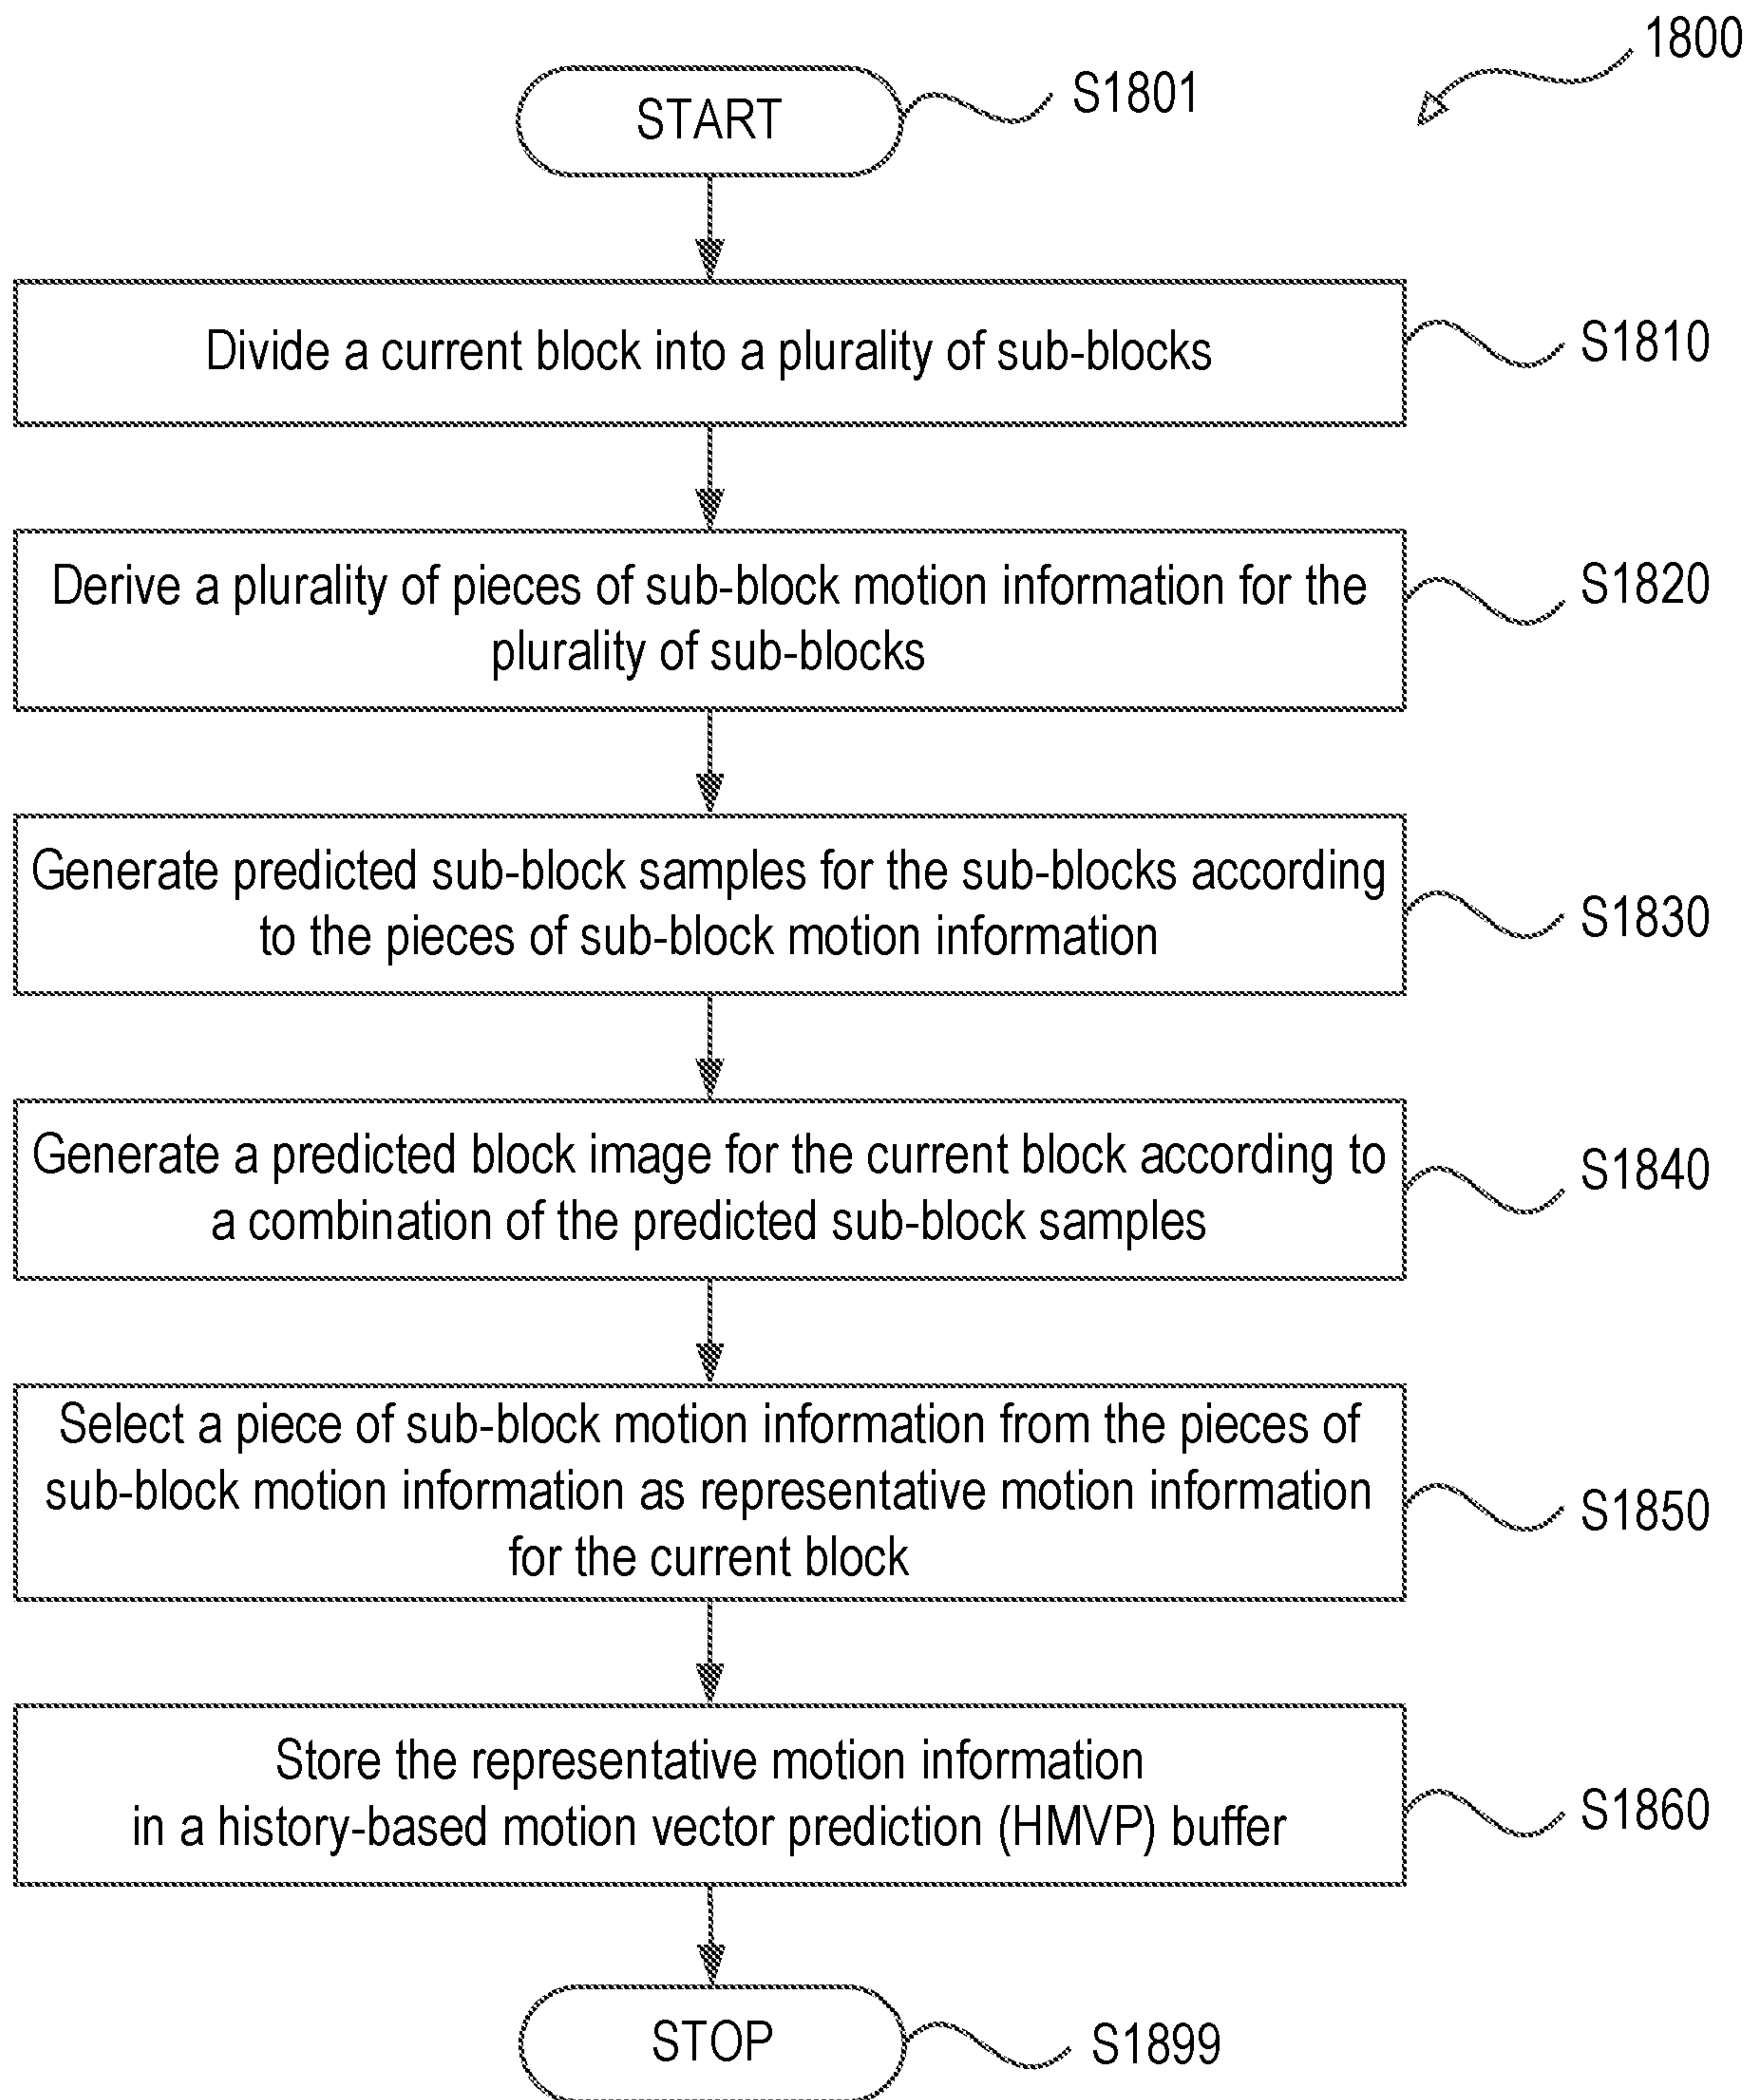 1800
START
S1801
Divide a current block into a plurality of sub-blocks
S1810
Derive a plurality of pieces of sub-block motion information for the
plurality of sub-blocks
S1820
Generate predicted sub-block samples for the sub-blocks according
to the pieces of sub-block motion information
S1830
Generate a predicted block image for the current block according to
a combination of the predicted sub-block samples
S1840
Select a piece of sub-block motion information from the pieces of
sub-block motion information as representative motion information
for the current block
S1850
Store the representative motion information
in a history-based motion vector prediction (HMVP) buffer
S1860
STOP
S1899